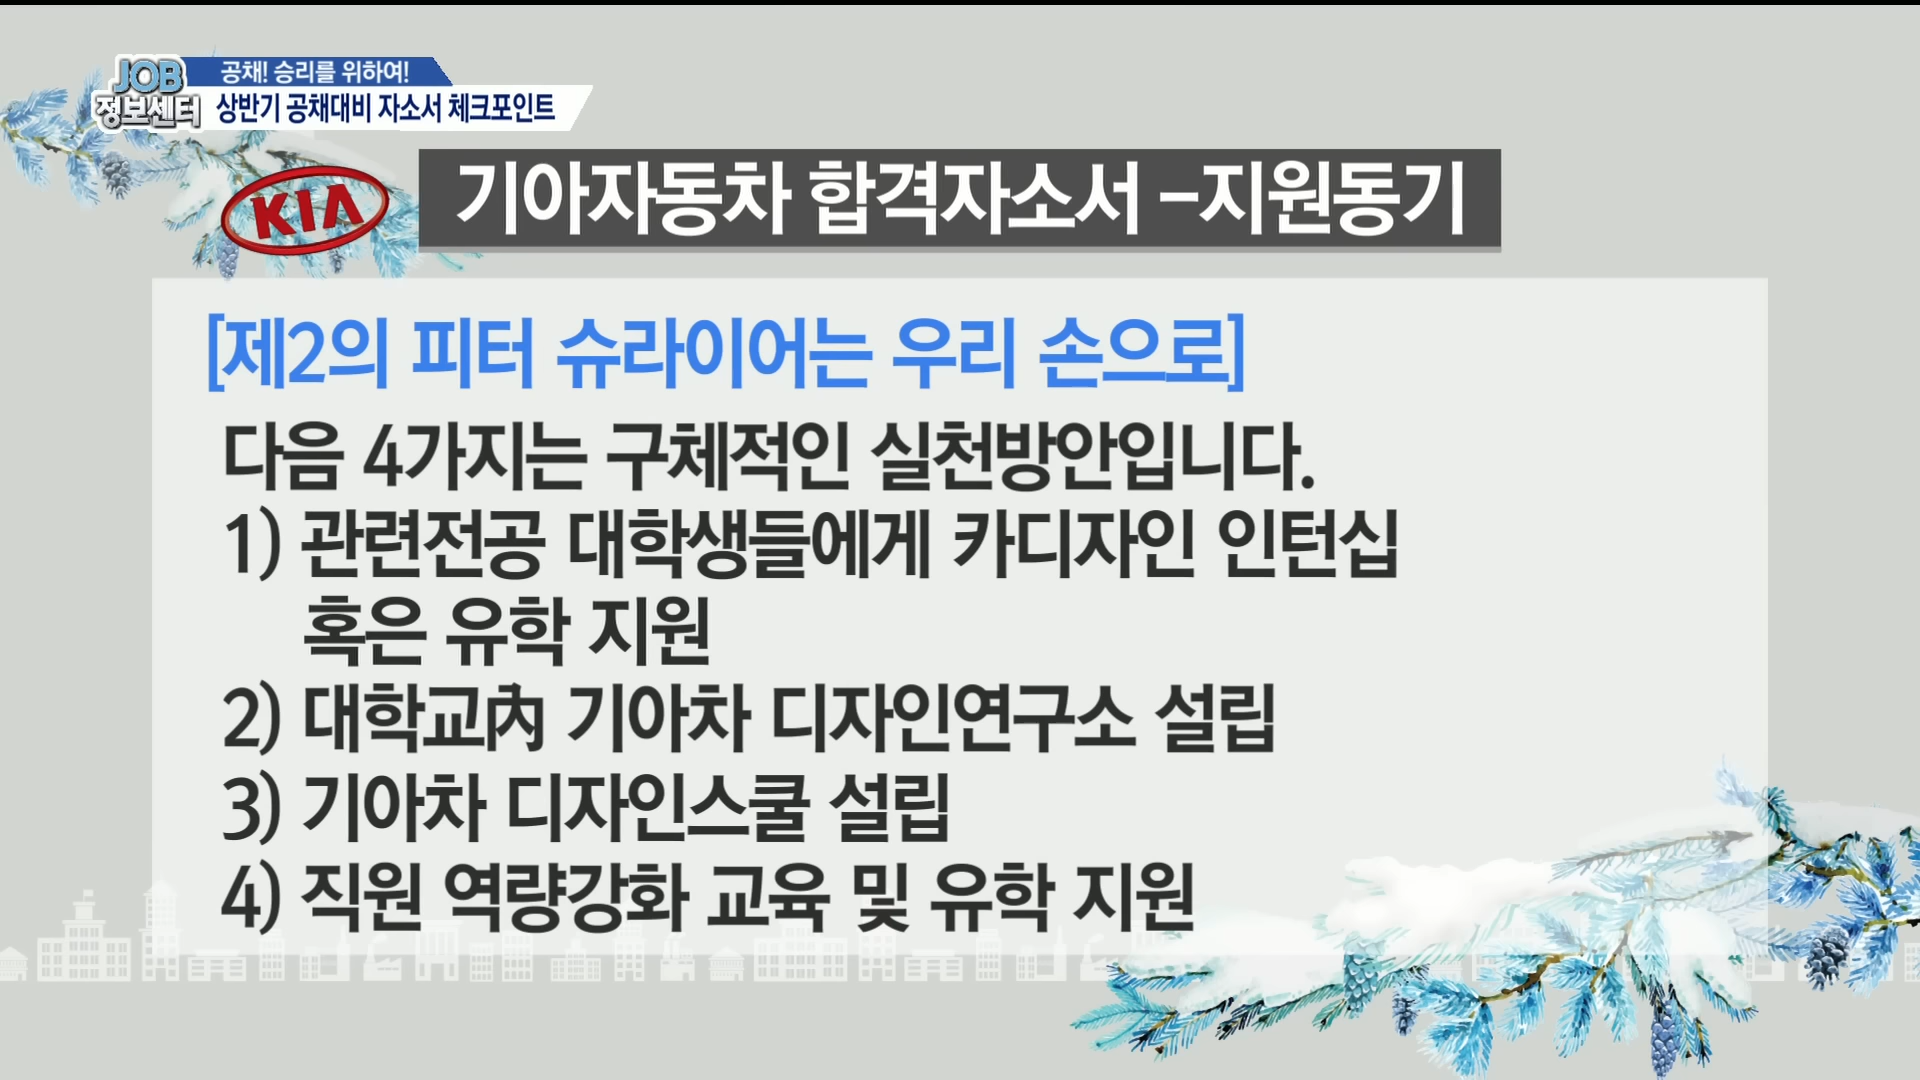 JOB
정보센터
공채! 승리를 위하여!
상반기 공채대비 자소서 체크포인트
KIA
기아자동차 합격자소서 -지원동기
[제2의 피터 슈라이어는 우리 손으로]
다음 4가지는 구체적인 실천방안입니다.
1) 관련전공 대학생들에게 카디자인 인턴십
혹은 유학 지원
2) 대학교內 기아차 디자인연구소 설립
3) 기아차 디자인스쿨 설립
4) 직원 역량강화 교육 및 유학 지원